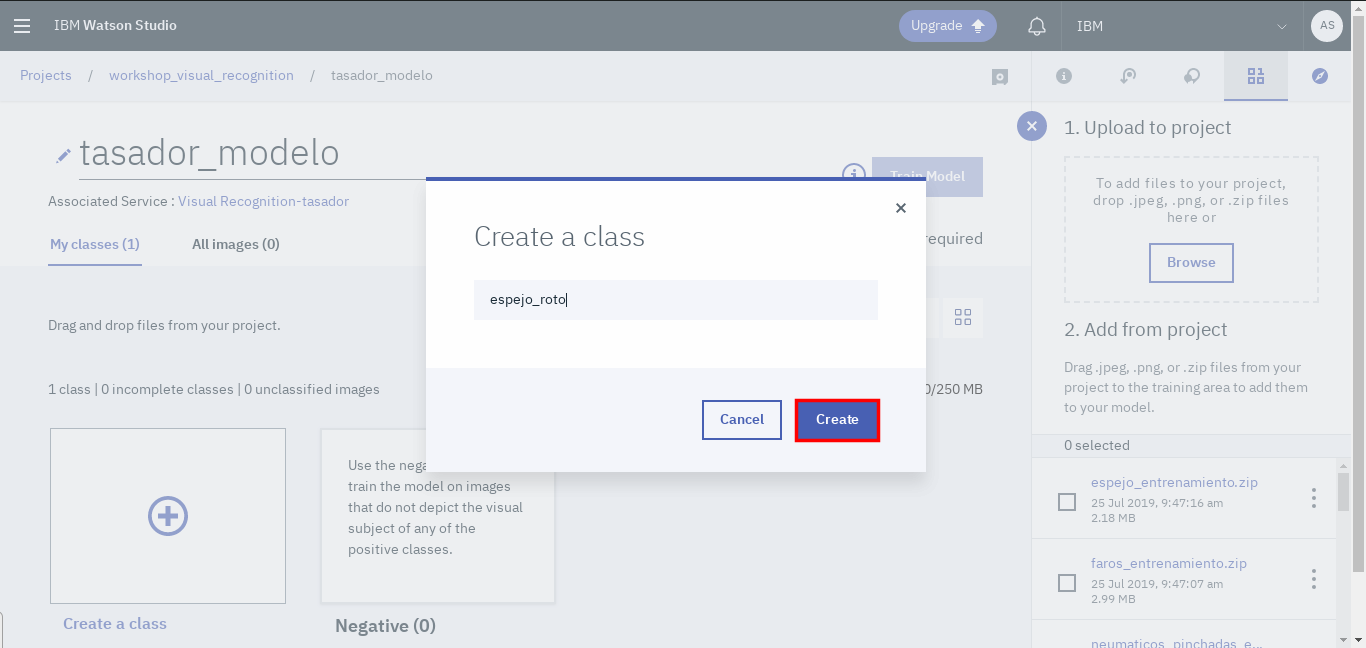 IBM Watson Studio
Upgrade
IBM
AS
Projects / workshop_visual_recognition / tasador_modelo
tasador_modelo
Train Model
Associated Service : Visual Recognition-tasador
My classes (1)
All images (0)
required
Drag and drop files from your project.
1 class | 0 incomplete classes | 0 unclassified images
0/250 MB
Use the nega
train the model on images
that do not depict the visual
subject of any of the
positive classes.
Create a class
Negative (0)
Create a class
espejo_roto
Cancel
Create
1. Upload to project
To add files to your project,
drop .jpeg, .png, or .zip files
here or
Browse
2. Add from project
Drag .jpeg, .png, or .zip files from your
project to the training area to add them
to your model.
0 selected
espejo_entrenamiento.zip
25 Jul 2019, 9:47:16 am
2.18 MB
faros_entrenamiento.zip
25 Jul 2019, 9:47:07 am
2.99 MB
neumaticos_pinchadas_e...